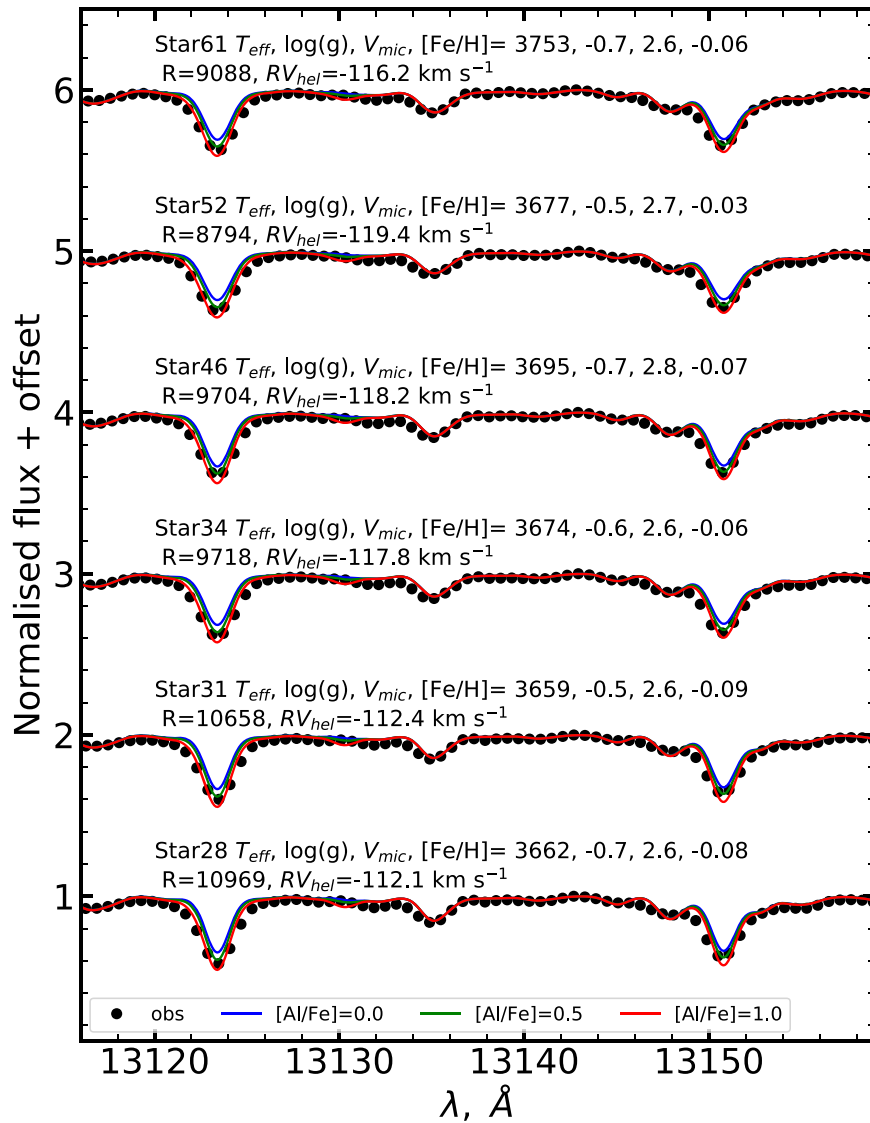 Star61 T_eff, log(g), V_mic, [Fe/H]= 3753, -0.7, 2.6, -0.06
R=9088, RV_hel=-116.2 km s⁻¹
6
Star52 T_eff, log(g), V_mic, [Fe/H]= 3677, -0.5, 2.7, -0.03
R=8794, RV_hel=-119.4 km s⁻¹
5
Star46 T_eff, log(g), V_mic, [Fe/H]= 3695, -0.7, 2.8, -0.07
R=9704, RV_hel=-118.2 km s⁻¹
4
Star34 T_eff, log(g), V_mic, [Fe/H]= 3674, -0.6, 2.6, -0.06
R=9718, RV_hel=-117.8 km s⁻¹
3
Star31 T_eff, log(g), V_mic, [Fe/H]= 3659, -0.5, 2.6, -0.09
R=10658, RV_hel=-112.4 km s⁻¹
2
Star28 T_eff, log(g), V_mic, [Fe/H]= 3662, -0.7, 2.6, -0.08
R=10969, RV_hel=-112.1 km s⁻¹
1
Normalised flux + offset
obs [Al/Fe]=0.0 [Al/Fe]=0.5 [Al/Fe]=1.0
13120 13130 13140 13150
λ, Å